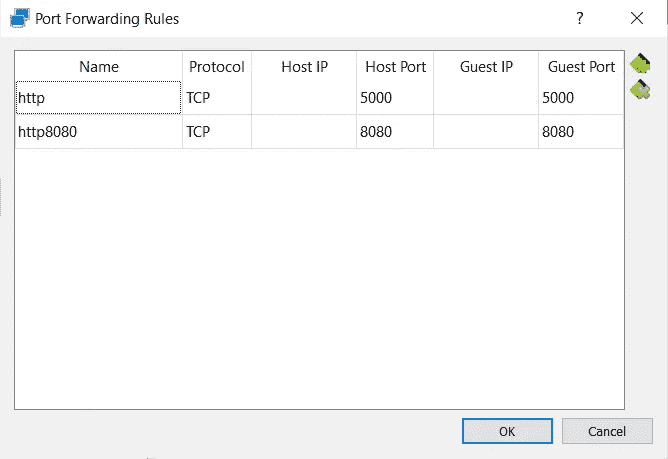 Port Forwarding Rules ?
Name Protocol Host IP Host Port Guest IP Guest Port
http TCP 5000 5000
http8080 TCP 8080 8080
OK Cancel